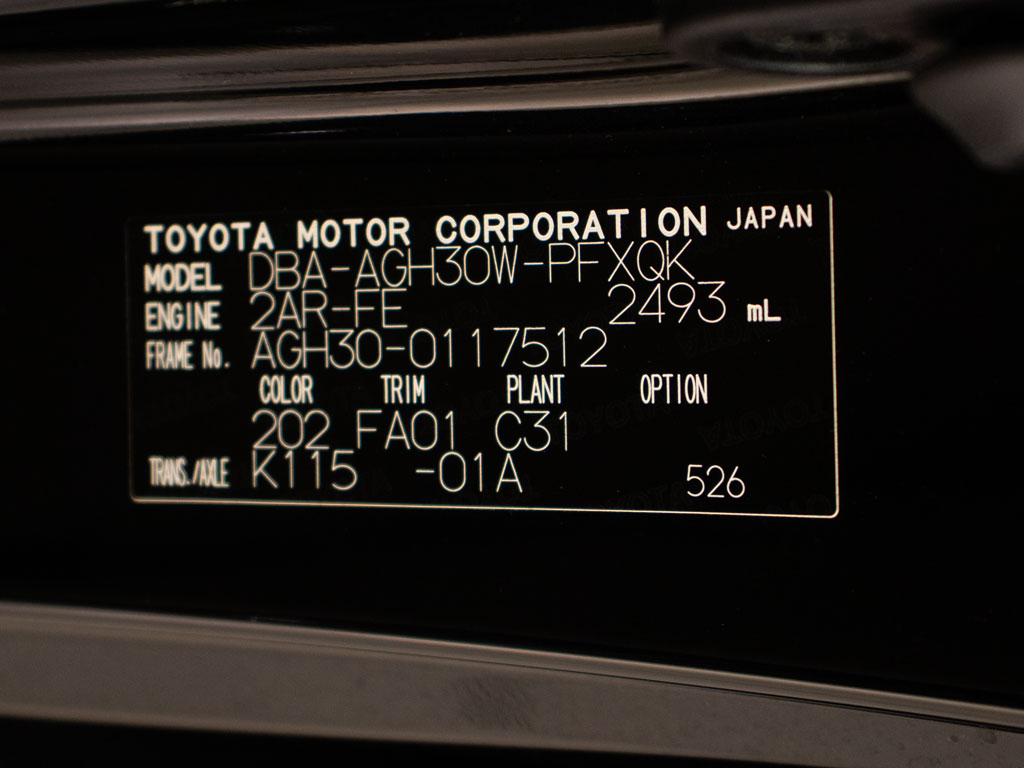 TOYOTA MOTOR CORPORATION JAPAN
MODEL DBA-AGH30W-PFXQK
ENGINE 2AR-FE 2493 mL
FRAME No. AGH30-0117512
COLOR TRIM PLANT OPTION
202 FA01 C31
TRANS./AXLE K115 -01A 526